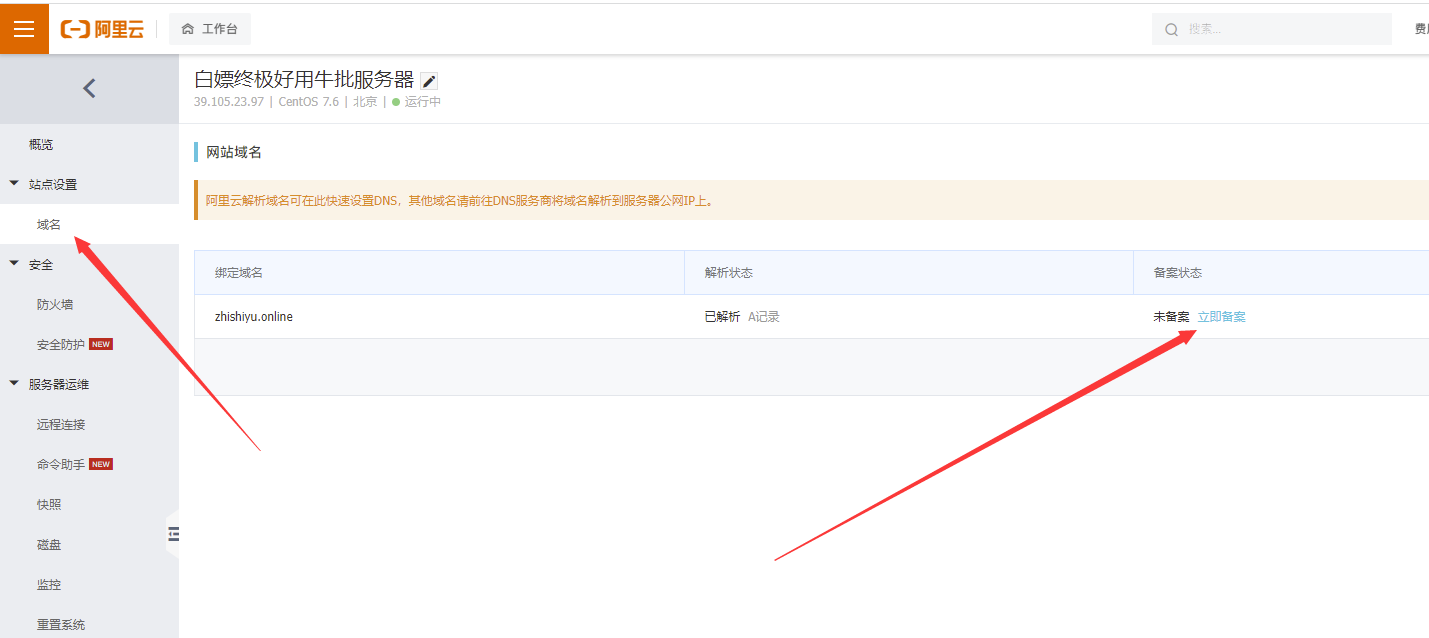 阿里云 工作台 搜索...
白嫖终极好用牛批服务器
39.105.23.97 | CentOS 7.6 | 北京 | 运行中
概览
站点设置
域名
安全
防火墙
安全防护 NEW
服务器运维
远程连接
命令助手 NEW
快照
磁盘
监控
重置系统
网站域名
阿里云解析域名可在此快速设置DNS，其他域名请前往DNS服务商将域名解析到服务器公网IP上。
绑定域名 解析状态 备案状态
zhishiyu.online 已解析 A记录 未备案 立即备案